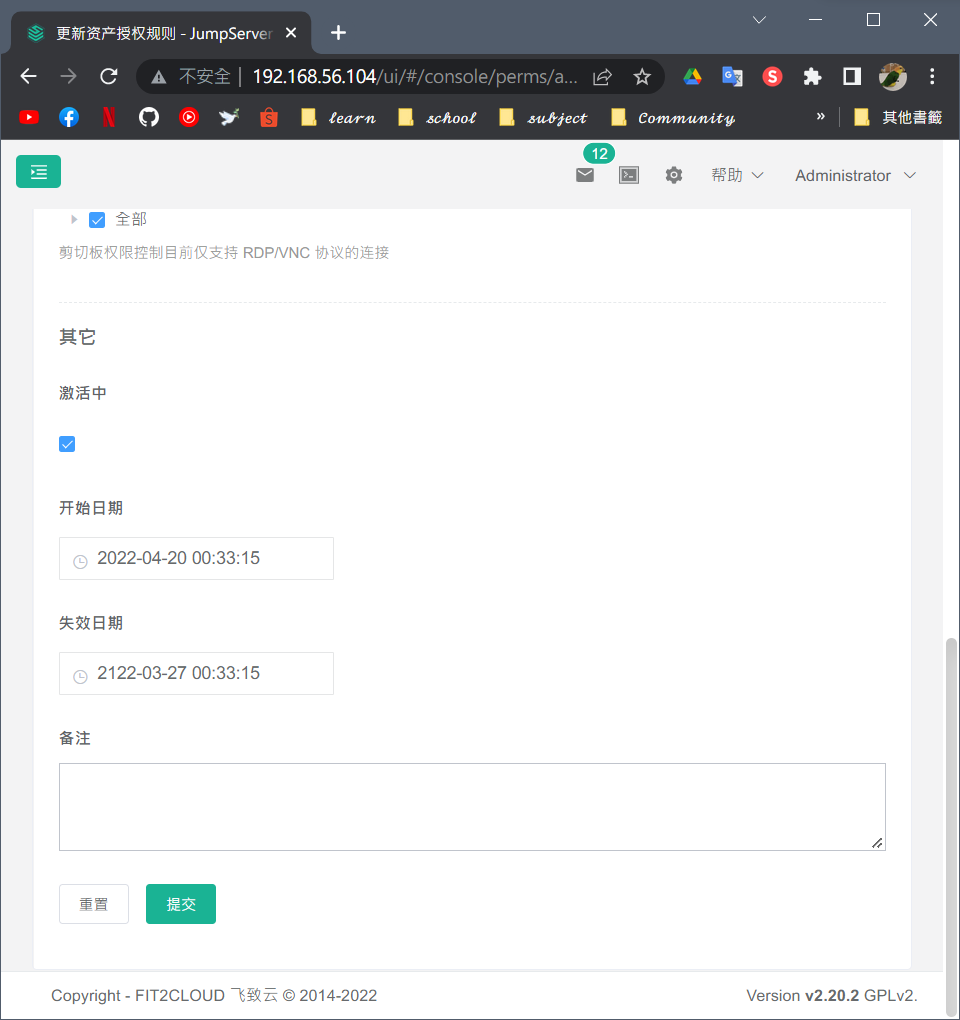 更新资产授权规则 - JumpServer
不安全 | 192.168.56.104/ui/#/console/perms/a...
learn
school
subject
Community
»
其他書籤
12
帮助
Administrator
全部
剪切板权限控制目前仅支持 RDP/VNC 协议的连接
其它
激活中
开始日期
2022-04-20 00:33:15
失效日期
2122-03-27 00:33:15
备注
重置
提交
Copyright - FIT2CLOUD 飞致云 © 2014-2022
Version v2.20.2 GPLv2.